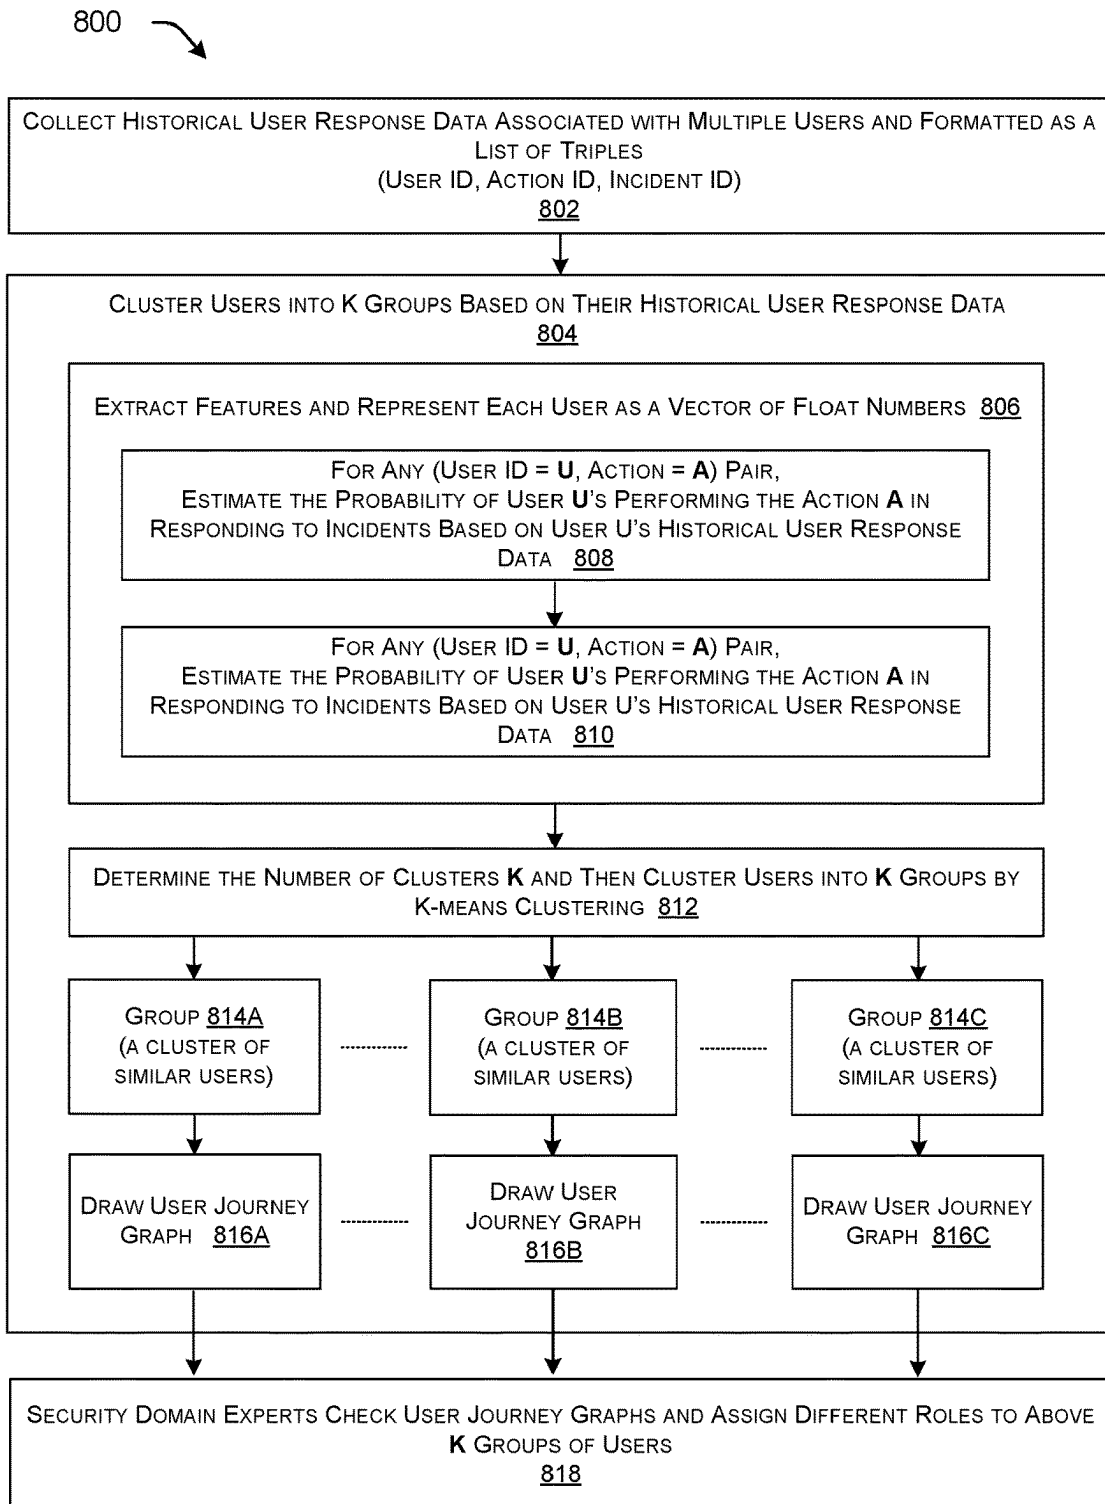 800
COLLECT HISTORICAL USER RESPONSE DATA ASSOCIATED WITH MULTIPLE USERS AND FORMATTED AS A
LIST OF TRIPLES
(USER ID, ACTION ID, INCIDENT ID)
802
CLUSTER USERS INTO K GROUPS BASED ON THEIR HISTORICAL USER RESPONSE DATA
804
EXTRACT FEATURES AND REPRESENT EACH USER AS A VECTOR OF FLOAT NUMBERS 806
FOR ANY (USER ID = U, ACTION = A) PAIR,
ESTIMATE THE PROBABILITY OF USER U'S PERFORMING THE ACTION A IN
RESPONDING TO INCIDENTS BASED ON USER U'S HISTORICAL USER RESPONSE
DATA 808
FOR ANY (USER ID = U, ACTION = A) PAIR,
ESTIMATE THE PROBABILITY OF USER U'S PERFORMING THE ACTION A IN
RESPONDING TO INCIDENTS BASED ON USER U'S HISTORICAL USER RESPONSE
DATA 810
DETERMINE THE NUMBER OF CLUSTERS K AND THEN CLUSTER USERS INTO K GROUPS BY
K-MEANS CLUSTERING 812
GROUP 814A
(A CLUSTER OF
SIMILAR USERS)
GROUP 814B
(A CLUSTER OF
SIMILAR USERS)
GROUP 814C
(A CLUSTER OF
SIMILAR USERS)
DRAW USER JOURNEY
GRAPH 816A
DRAW USER
JOURNEY GRAPH
816B
DRAW USER JOURNEY
GRAPH 816C
SECURITY DOMAIN EXPERTS CHECK USER JOURNEY GRAPHS AND ASSIGN DIFFERENT ROLES TO ABOVE
K GROUPS OF USERS
818